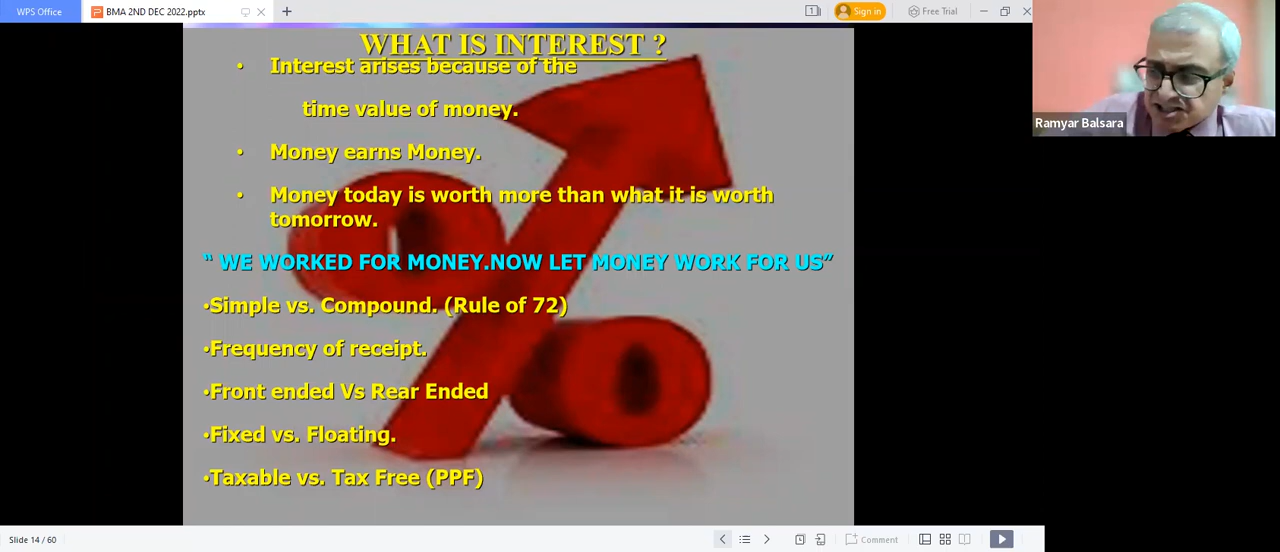 WPS Office
BMA 2ND DEC 2022.pptx
1
Sign in
Free Trial
WHAT IS INTEREST ?
• Interest arises because of the
time value of money.
• Money earns Money.
• Money today is worth more than what it is worth
tomorrow.
“ WE WORKED FOR MONEY.NOW LET MONEY WORK FOR US”
•Simple vs. Compound. (Rule of 72)
•Frequency of receipt.
•Front ended Vs Rear Ended
•Fixed vs. Floating.
•Taxable vs. Tax Free (PPF)
Ramyar Balsara
Slide 14 / 60
Comment